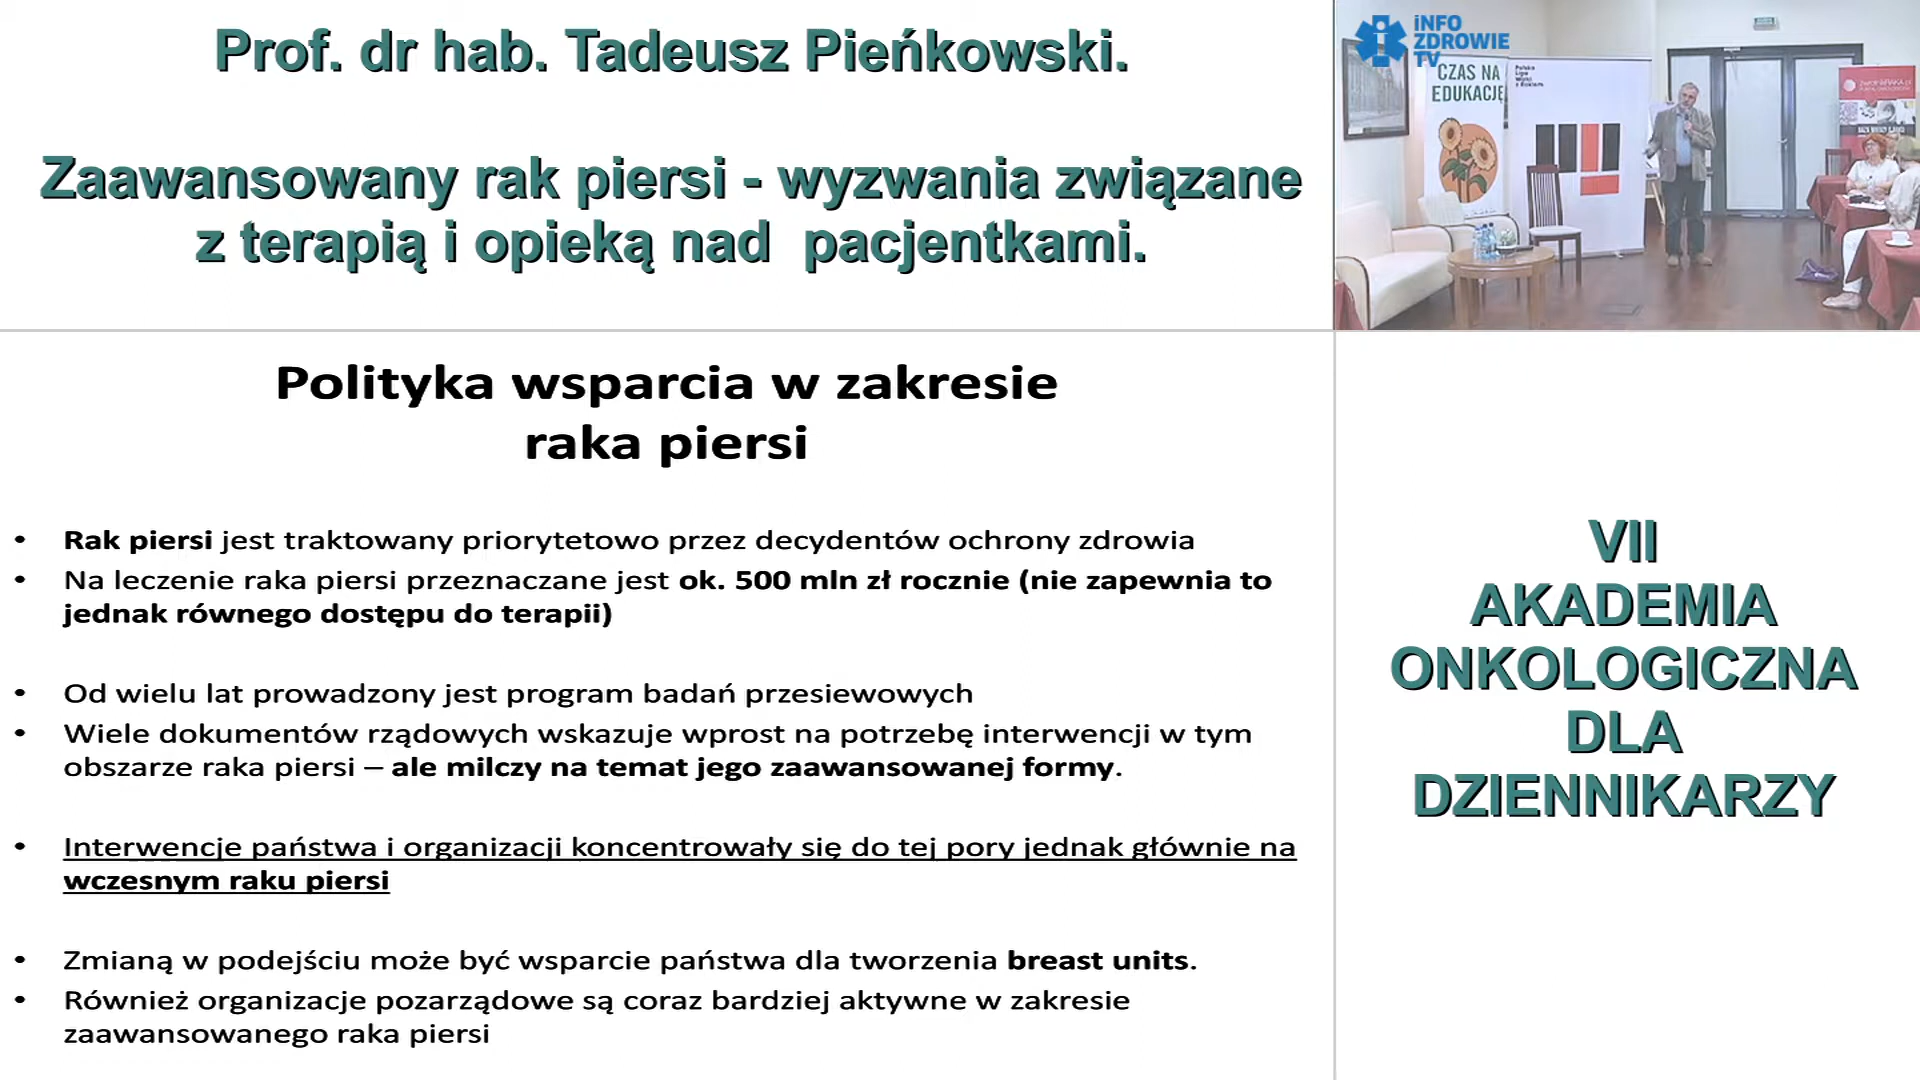 Prof. dr hab. Tadeusz Pieńkowski.
Zaawansowany rak piersi - wyzwania związane
z terapią i opieką nad pacjentkami.
iNFO
ZDROWIE
TV
CZAS NA
EDUKACJĘ
Polityka wsparcia w zakresie
raka piersi
• Rak piersi jest traktowany priorytetowo przez decydentów ochrony zdrowia
• Na leczenie raka piersi przeznaczane jest ok. 500 mln zł rocznie (nie zapewnia to
jednak równego dostępu do terapii)
• Od wielu lat prowadzony jest program badań przesiewowych
• Wiele dokumentów rządowych wskazuje wprost na potrzebę interwencji w tym
obszarze raka piersi – ale milczy na temat jego zaawansowanej formy.
• Interwencje państwa i organizacji koncentrowały się do tej pory jednak głównie na
wczesnym raku piersi
• Zmianą w podejściu może być wsparcie państwa dla tworzenia breast units.
• Również organizacje pozarządowe są coraz bardziej aktywne w zakresie
zaawansowanego raka piersi
VII
AKADEMIA
ONKOLOGICZNA
DLA
DZIENNIKARZY